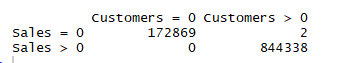 Customers = 0 Customers > 0
Sales = 0 172869 2
Sales > 0 0 844338